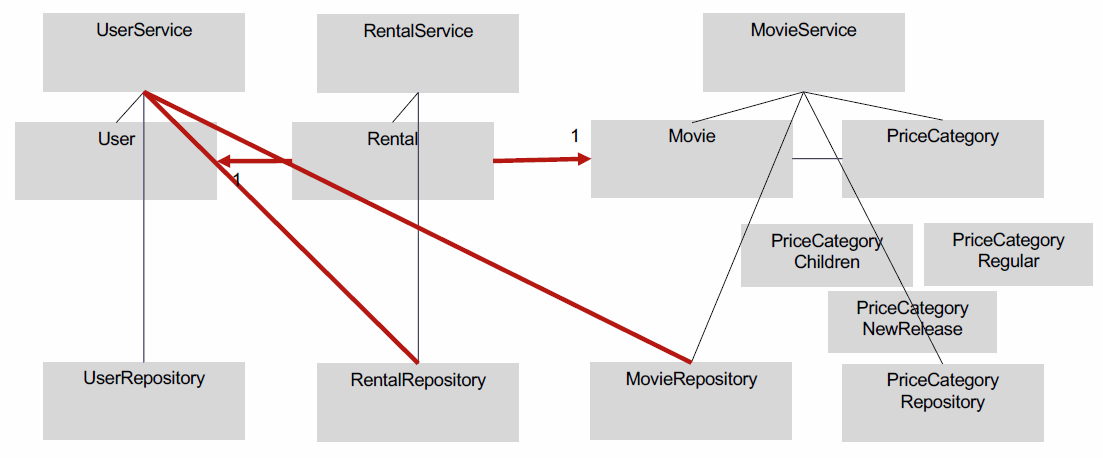 UserService
RentalService
MovieService
1
User
Rental
Movie
PriceCategory
1
PriceCategory
Children
PriceCategory
Regular
PriceCategory
NewRelease
UserRepository
RentalRepository
MovieRepository
PriceCategory
Repository